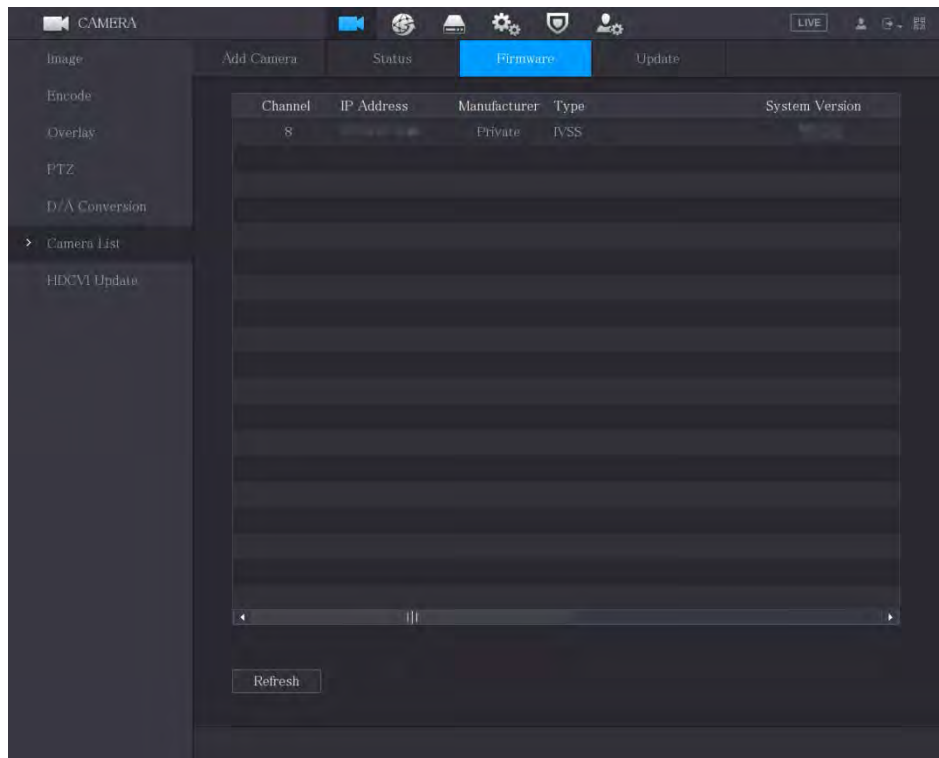 CAMERA
LIVE
Image
Add Camera Status Firmware Update
Encode
Channel IP Address Manufacturer Type System Version
Overlay
8 Private IVSS
PTZ
D/A Conversion
Camera List
HDCVI Update
Refresh